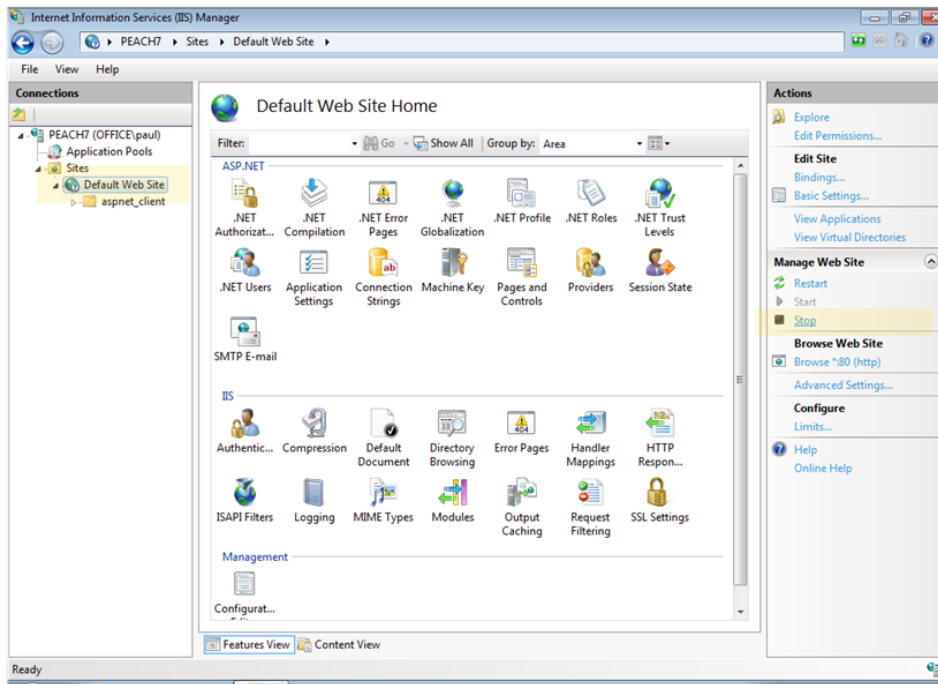 Internet Information Services (IIS) Manager
PEACH7 Sites Default Web Site
File View Help
Connections
PEACH7 (OFFICE\paul)
Application Pools
Sites
Default Web Site
aspnet_client
Default Web Site Home
Filter: Go Show All Group by: Area
ASP.NET
.NET Authorizat...
.NET Compilation
.NET Error Pages
.NET Globalization
.NET Profile
.NET Roles
.NET Trust Levels
.NET Users
Application Settings
Connection Strings
Machine Key
Pages and Controls
Providers
Session State
SMTP E-mail
IIS
Authentic...
Compression
Default Document
Directory Browsing
Error Pages
Handler Mappings
HTTP Respon...
ISAPI Filters
Logging
MIME Types
Modules
Output Caching
Request Filtering
SSL Settings
Management
Configurat...
Features View Content View
Ready
Actions
Explore
Edit Permissions...
Edit Site
Bindings...
Basic Settings...
View Applications
View Virtual Directories
Manage Web Site
Restart
Start
Stop
Browse Web Site
Browse *:80 (http)
Advanced Settings...
Configure
Limits...
Help
Online Help